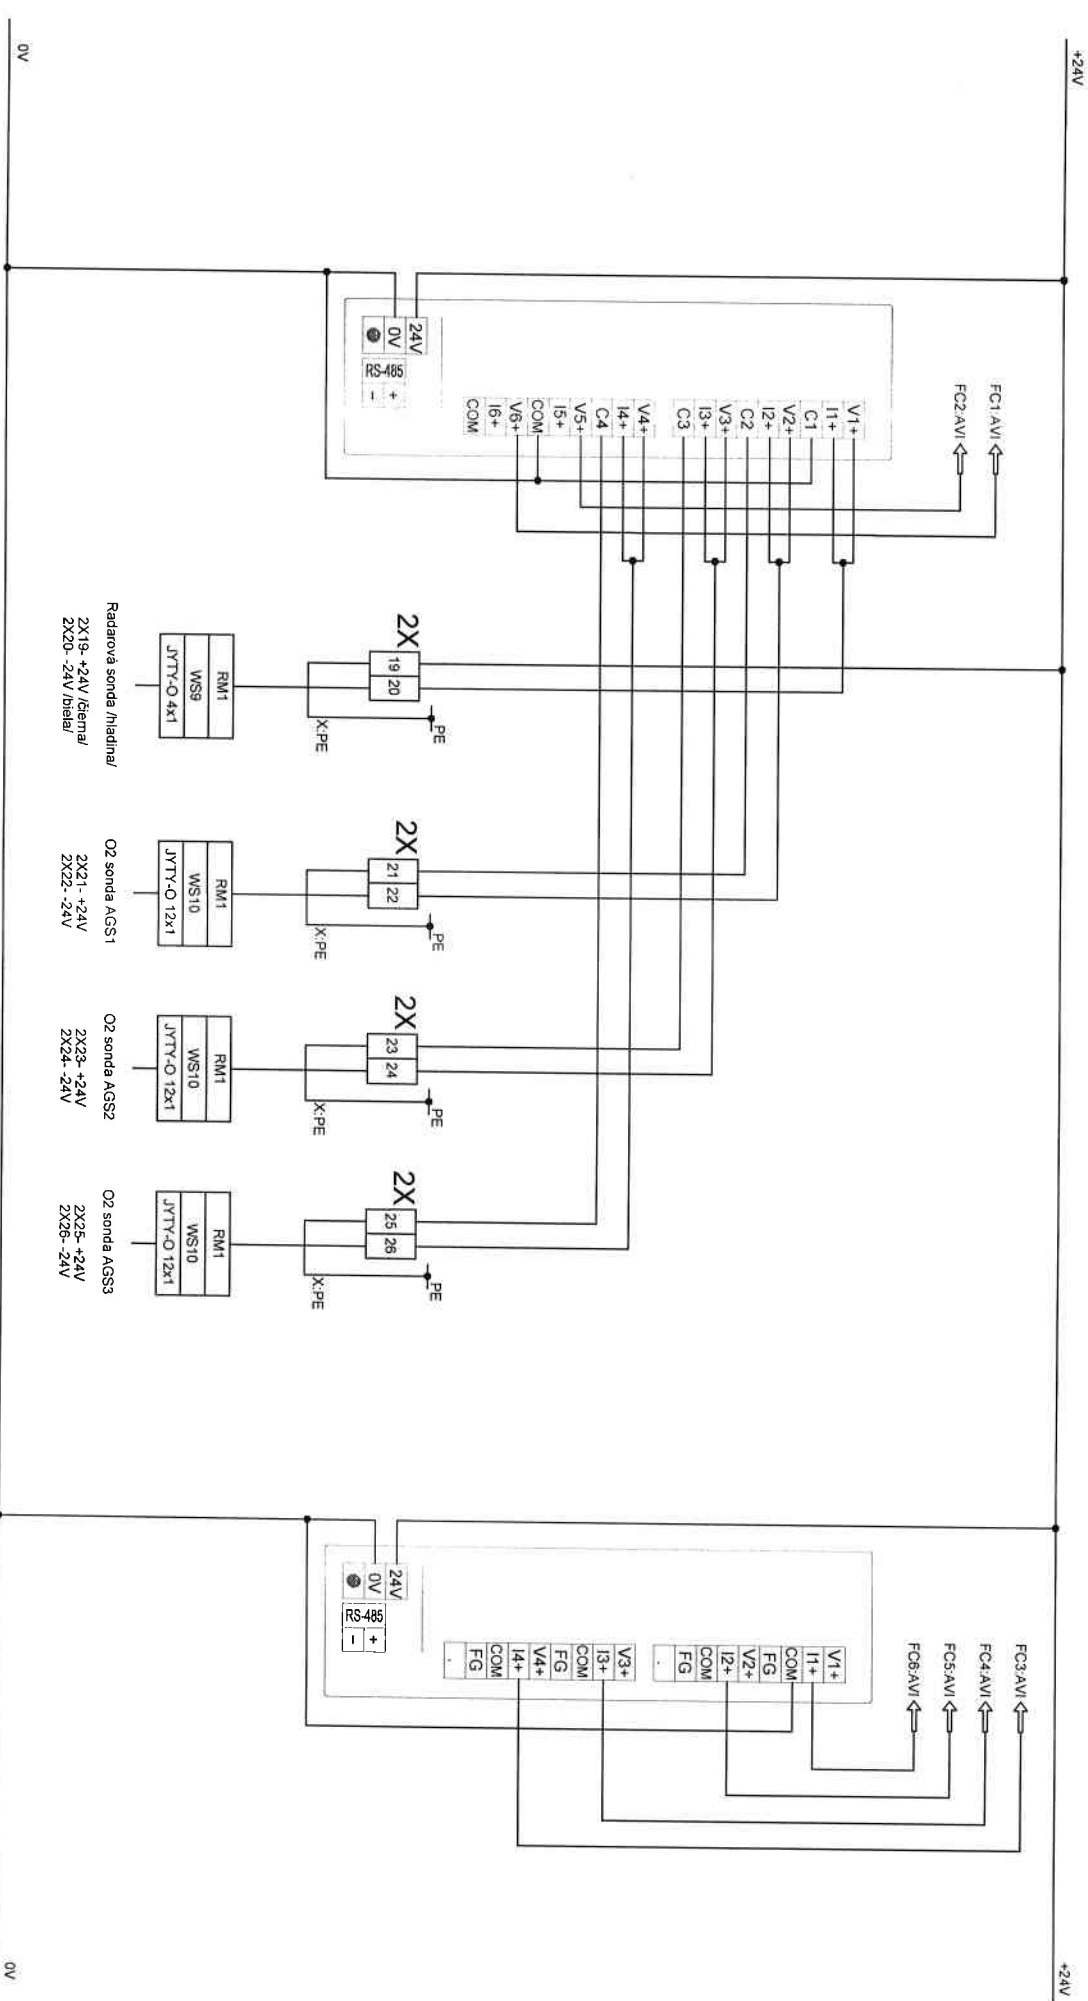 +24V
+24V
FC1:AVI
FC2:AVI
FC3:AVI
FC4:AVI
FC5:AVI
FC6:AVI
V1+
I1+
C1
V2+
I2+
C2
V3+
I3+
C3
V4+
I4+
C4
V5+
I5+
COM
V6+
I6+
COM
24V
0V
RS-485
+
-
V1+
I1+
COM
FG
V2+
I2+
COM
FG
.
V3+
I3+
COM
FG
V4+
I4+
COM
FG
.
24V
0V
RS-485
+
-
2X
19 20
PE
X:PE
RM1
WS9
JYTY-O 4x1
Radarová sonda /hladina/
2X19- +24V /čierna/
2X20- -24V /biela/
2X
21 22
PE
X:PE
RM1
WS10
JYTY-O 12x1
O2 sonda AGS1
2X21- +24V
2X22- -24V
2X
23 24
PE
X:PE
RM1
WS10
JYTY-O 12x1
O2 sonda AGS2
2X23- +24V
2X24- -24V
2X
25 26
PE
X:PE
RM1
WS10
JYTY-O 12x1
O2 sonda AGS3
2X25- +24V
2X26- -24V
0V
0V